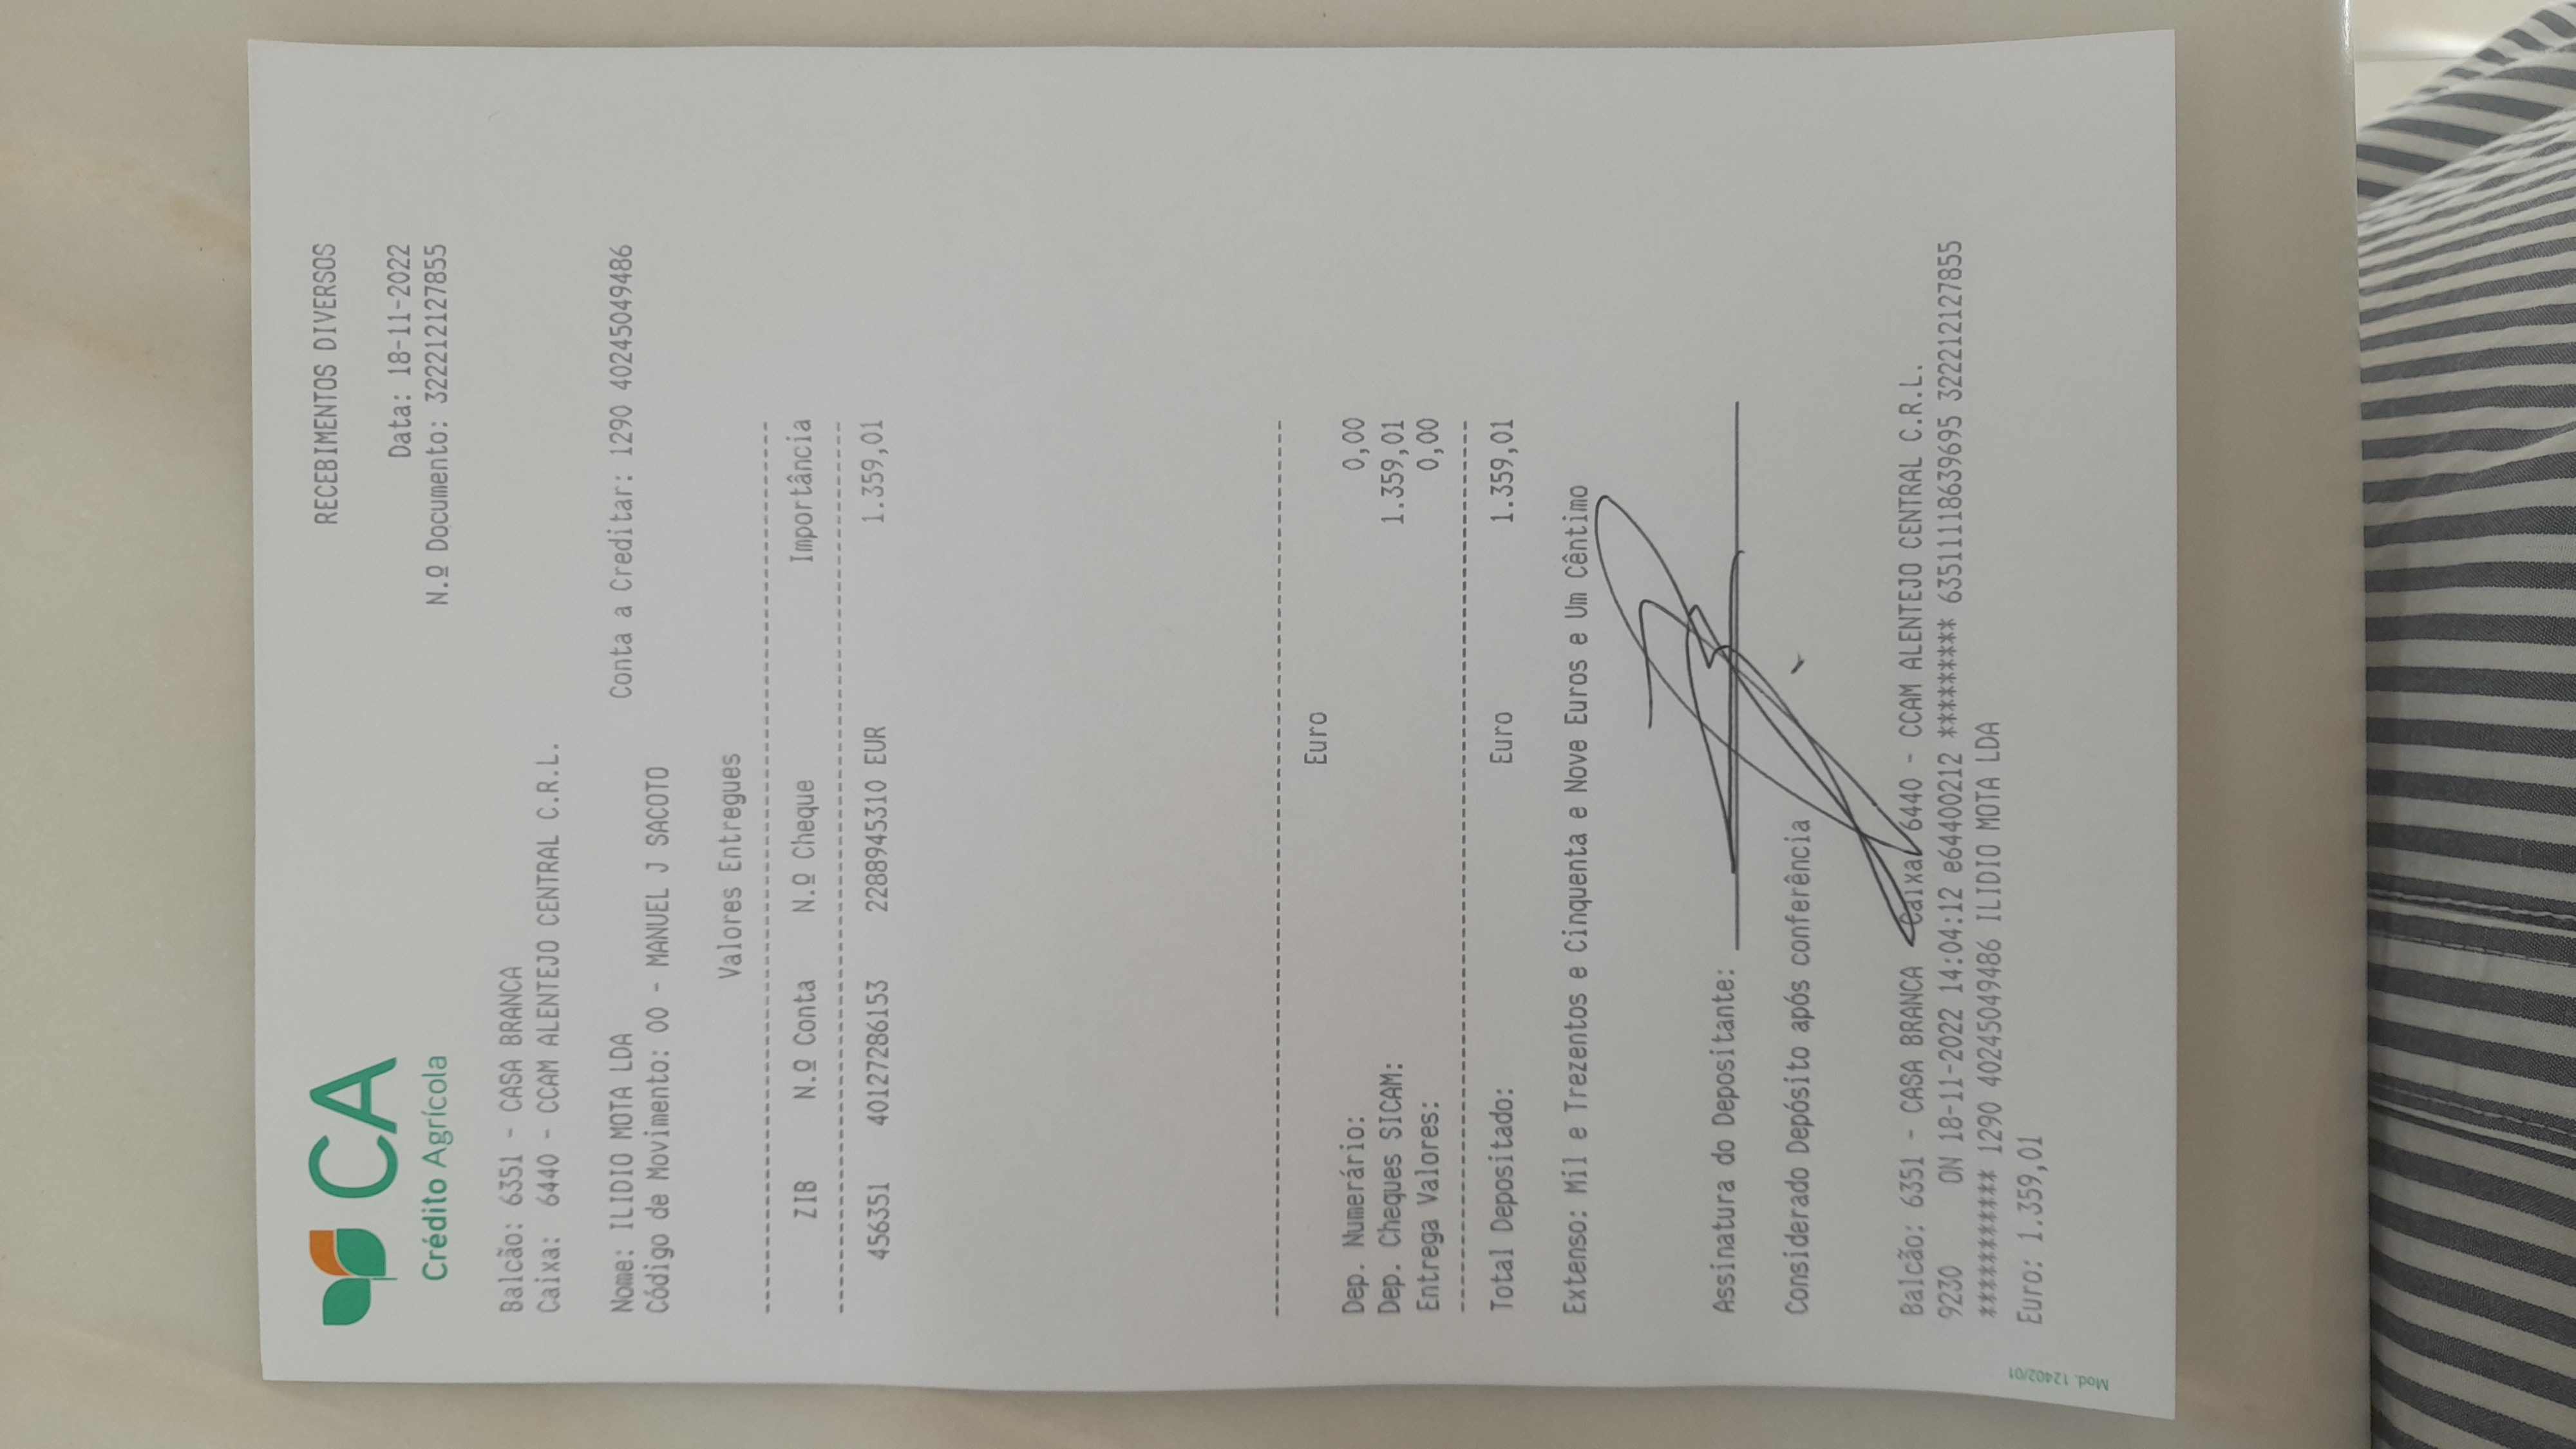 CA
Crédito Agrícola
RECEBIMENTOS DIVERSOS
Data: 18-11-2022
N.º Documento: 32221212127855
Balcão: 6351 - CASA BRANCA
Caixa: 6440 - CCAM ALENTEJO CENTRAL C.R.L.
Nome: ILIDIO MOTA LDA Conta a Creditar: 1290 40245049486
Código de Movimento: 00 - MANUEL J SACOTO
Valores Entregues
ZIB N.º Conta N.º Cheque Importância
456351 40127286153 2288945310 EUR 1.359,01
Euro
Dep. Numerário: 0,00
Dep. Cheques SICAM: 1.359,01
Entrega Valores: 0,00
Total Depositado: Euro 1.359,01
Extenso: Mil e Trezentos e Cinquenta e Nove Euros e Um Cêntimo
Assinatura do Depositante:
Considerado Depósito após conferência
Balcão: 6351 - CASA BRANCA Caixa 6440 - CCAM ALENTEJO CENTRAL C.R.L.
9230 ON 18-11-2022 14:04:12 e64400212 ********* 63511118639695 32221212127855
********** 1290 40245049486 ILIDIO MOTA LDA
Euro: 1.359,01
Mod. 12402/01